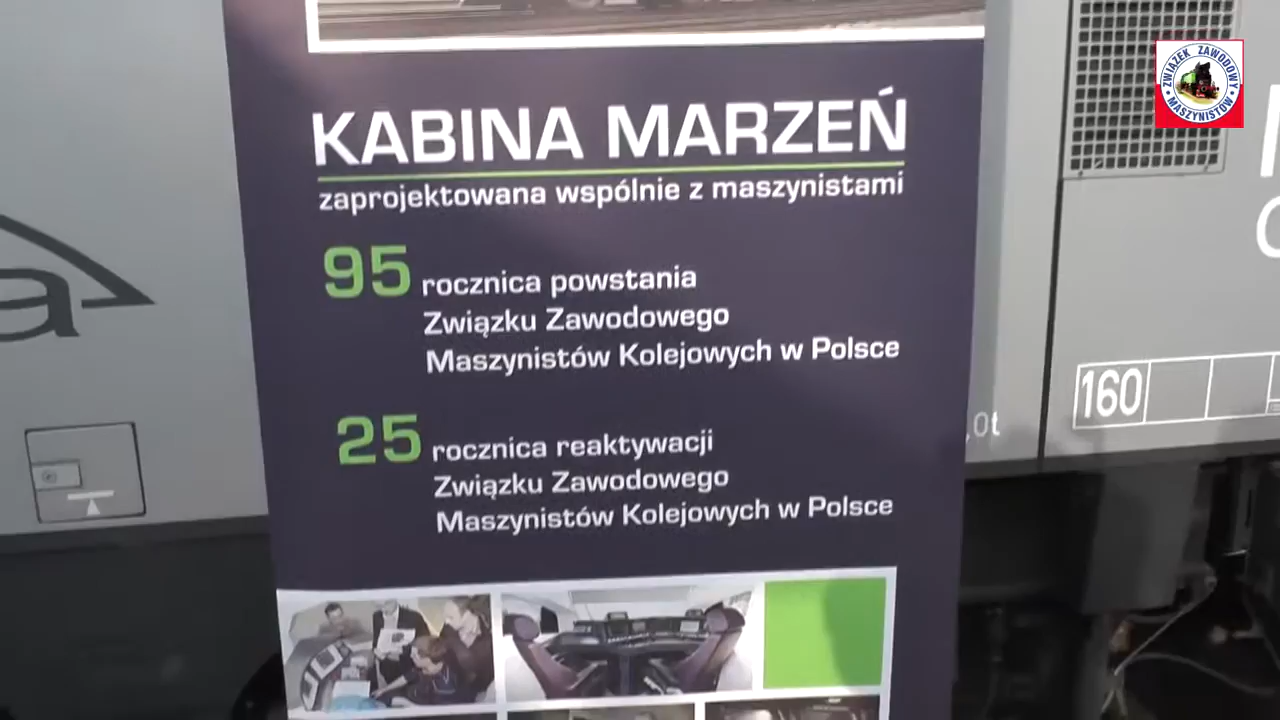 ZWIĄZEK ZAWODOWY
MASZYNISTÓW
KABINA MARZEŃ
zaprojektowana wspólnie z maszynistami
95 rocznica powstania
Związku Zawodowego
Maszynistów Kolejowych w Polsce
25 rocznica reaktywacji
Związku Zawodowego
Maszynistów Kolejowych w Polsce
a
160
,0t